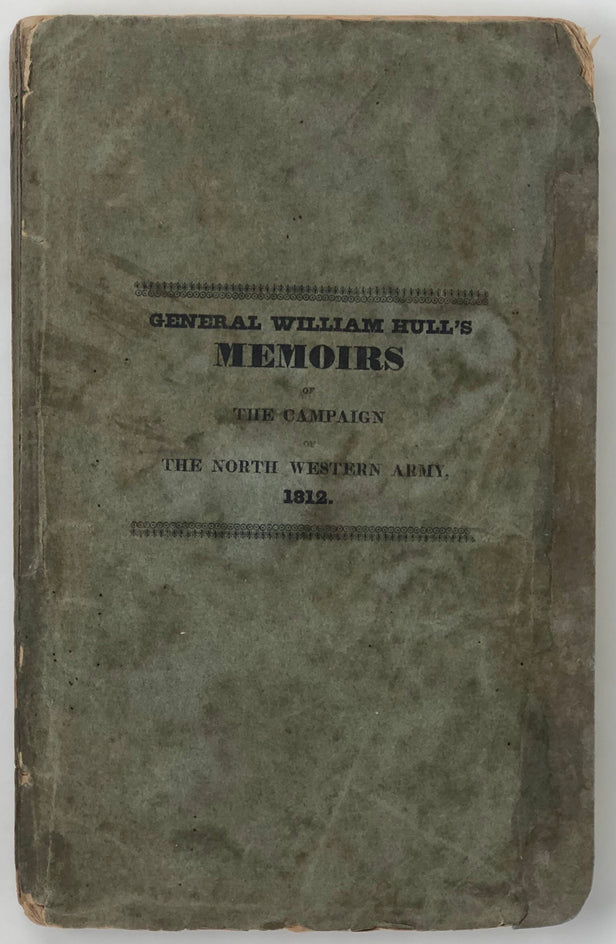 GENERAL WILLIAM HULL'S
MEMOIRS
OF
THE CAMPAIGN
OF
THE NORTH WESTERN ARMY.
1812.